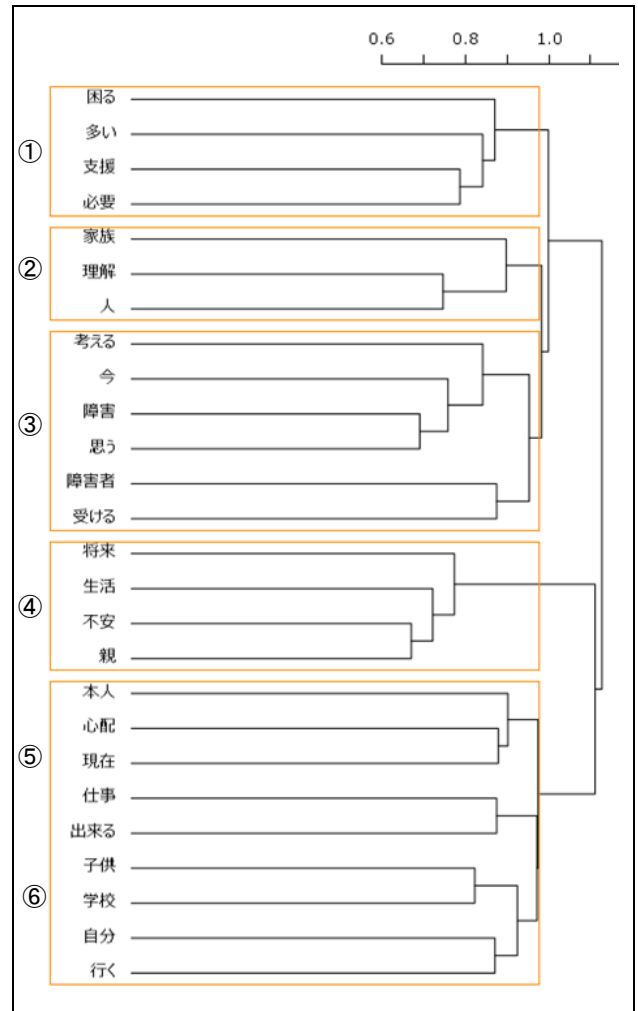 0.6 0.8 1.0
①
困る
多い
支援
必要
②
家族
理解
人
③
考える
今
障害
思う
障害者
受ける
④
将来
生活
不安
親
⑤
本人
心配
現在
仕事
出来る
⑥
子供
学校
自分
行く